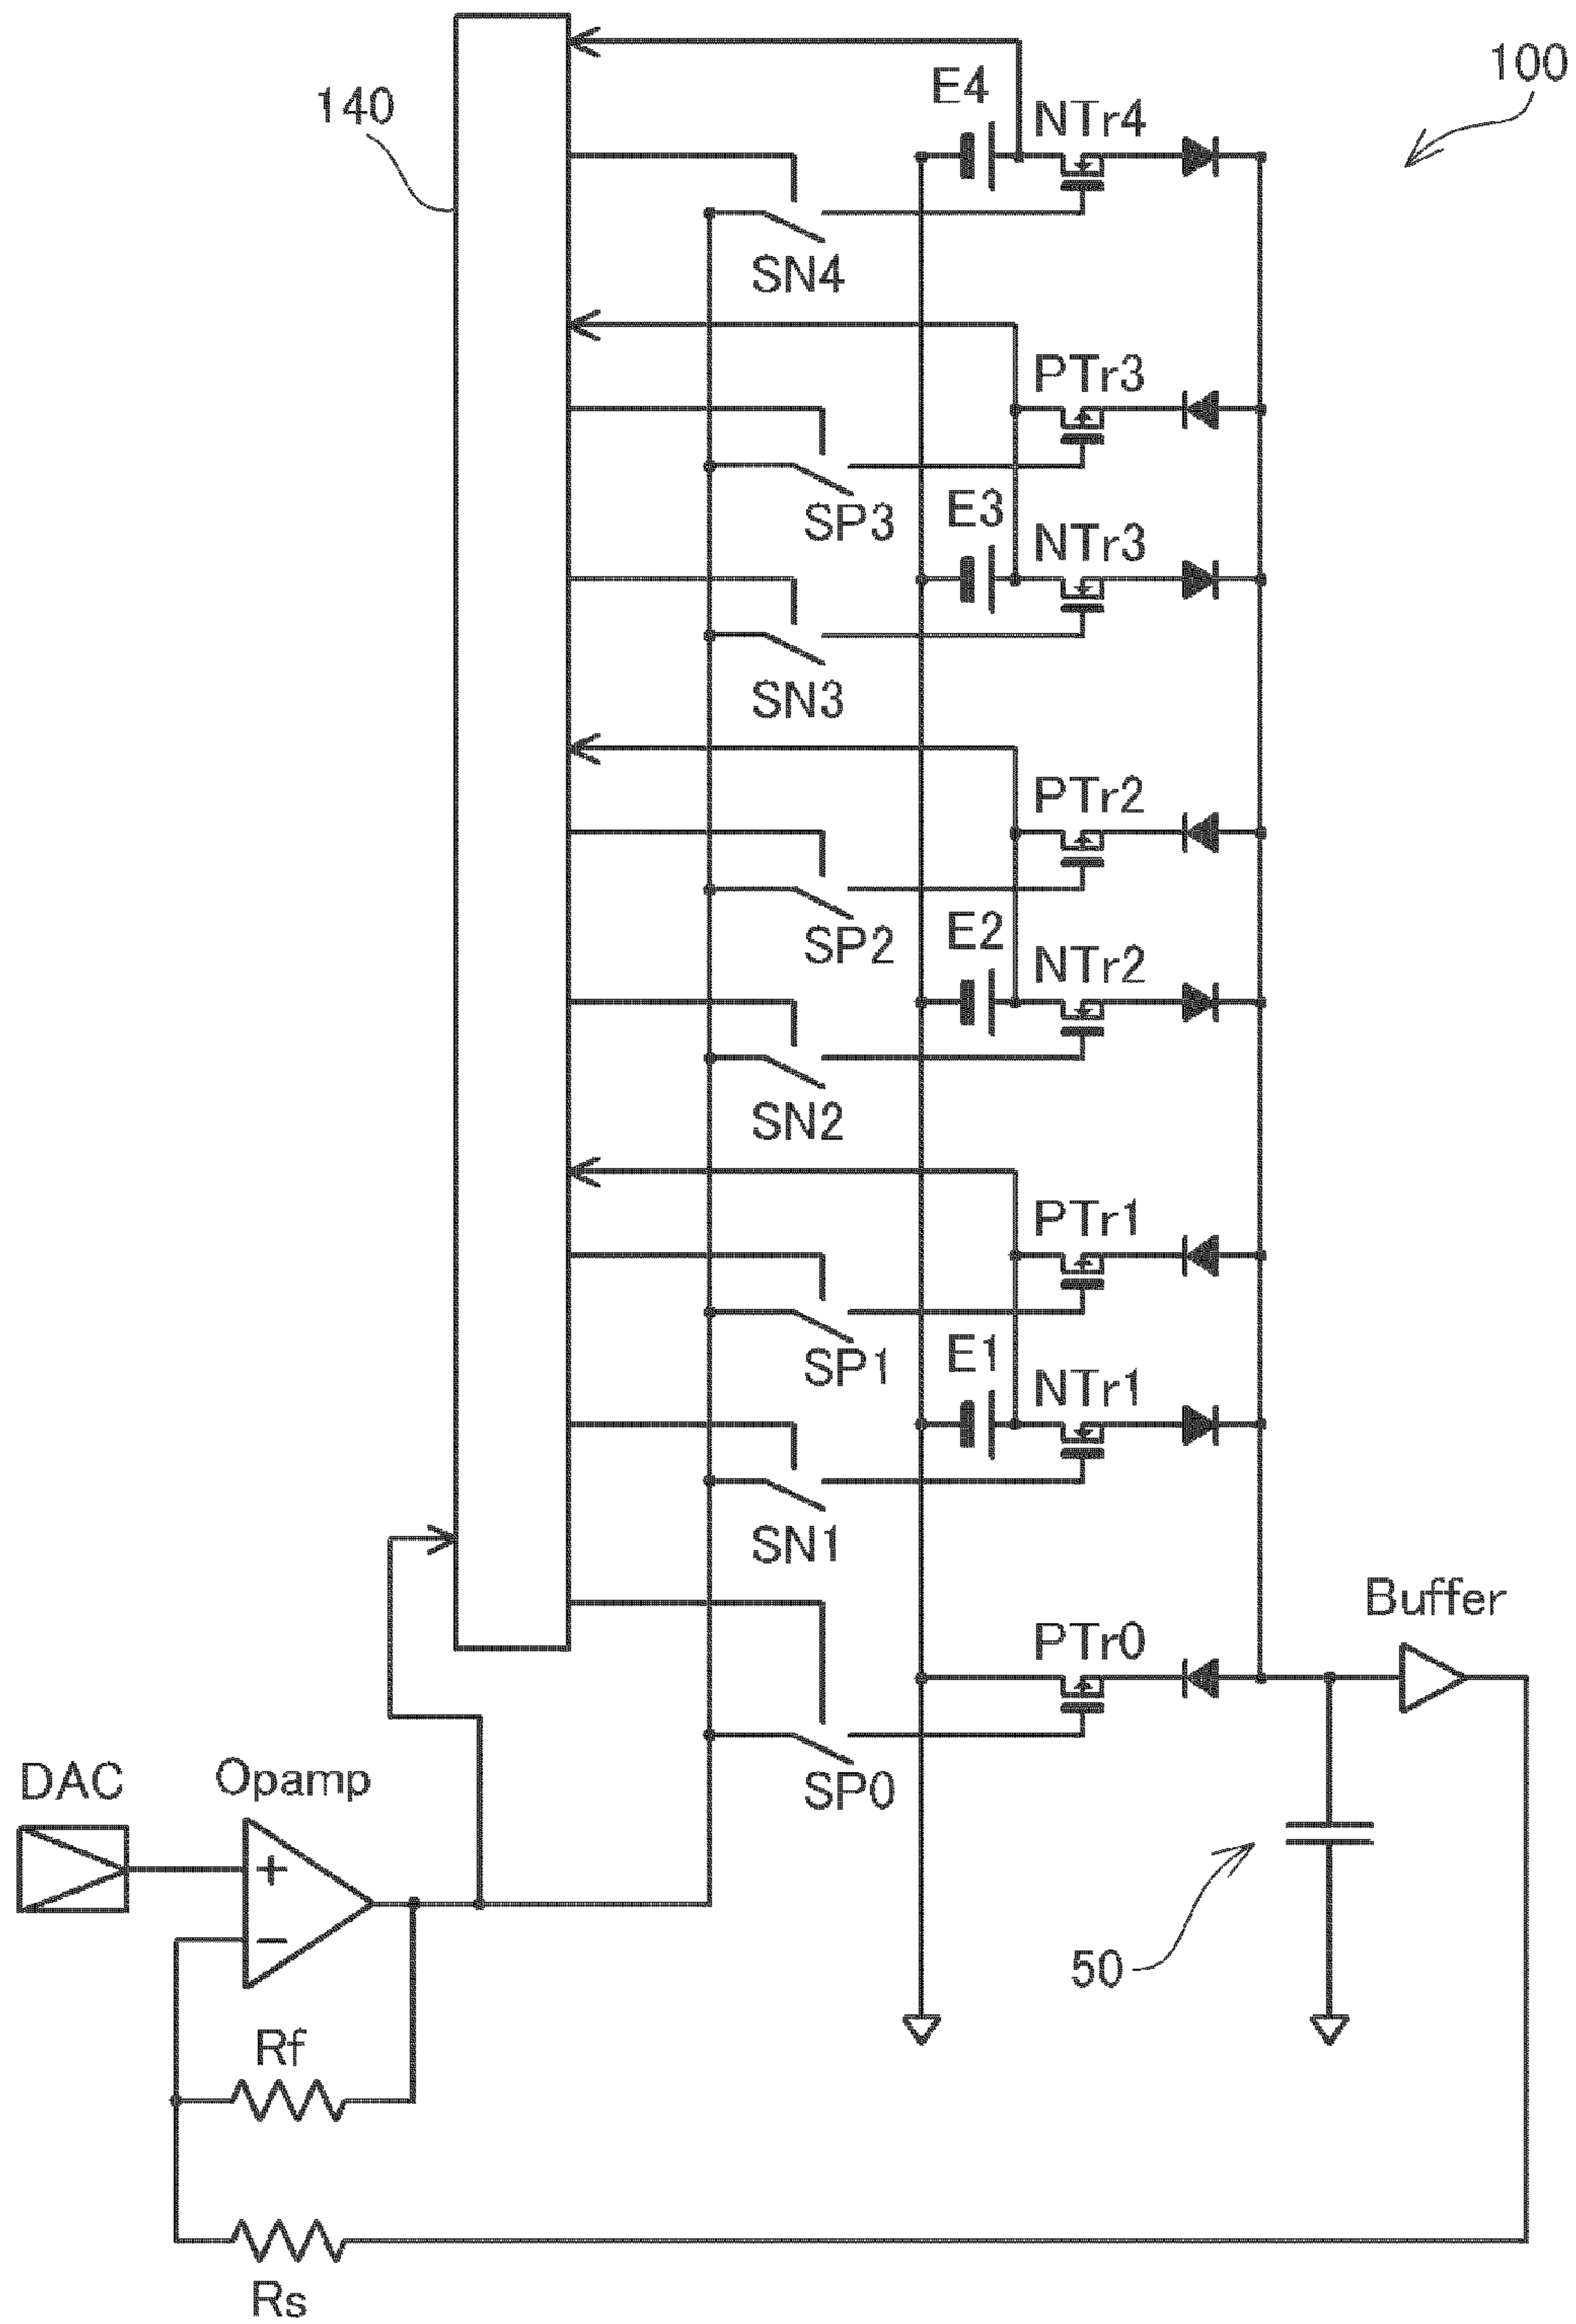 100
140
E4
NTr4
SN4
PTr3
SP3
E3
NTr3
SN3
PTr2
SP2
E2
NTr2
SN2
PTr1
SP1
E1
NTr1
SN1
Buffer
PTr0
SP0
DAC
Opamp
+
−
50
Rf
Rs